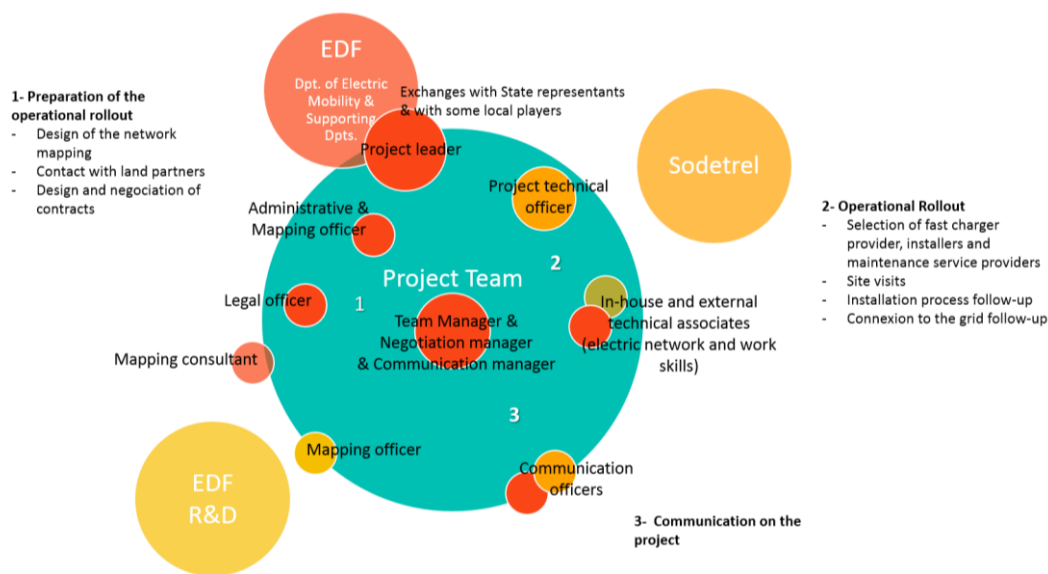 EDF
Dpt. of Electric
Mobility &
Supporting
Dpts.
1- Preparation of the
operational rollout
- Design of the network
mapping
- Contact with land partners
- Design and negociation of
contracts
Exchanges with State representants
& with some local players
Project leader
Sodetrel
Project technical
officer
Administrative &
Mapping officer
2- Operational Rollout
- Selection of fast charger
provider, installers and
maintenance service providers
- Site visits
- Installation process follow-up
- Connexion to the grid follow-up
2
Project Team
Legal officer
1
In-house and external
technical associates
(electric network and work
skills)
Team Manager &
Negotiation manager
& Communication manager
Mapping consultant
3
Mapping officer
EDF
R&D
Communication
officers
3- Communication on the
project